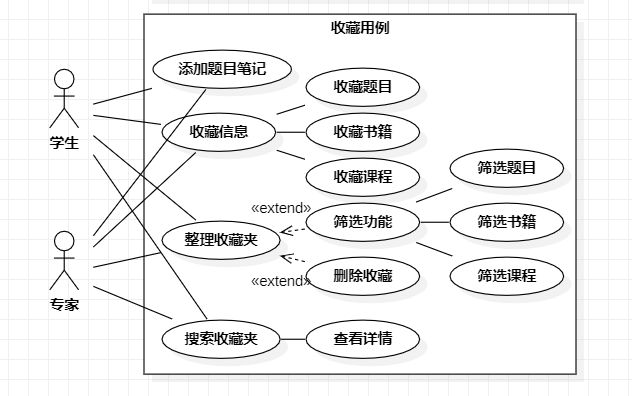 收藏用例
添加题目笔记
收藏题目
学生
收藏信息
收藏书籍
收藏课程
筛选题目
«extend»
筛选功能
筛选书籍
整理收藏夹
«extend»
删除收藏
筛选课程
专家
搜索收藏夹
查看详情